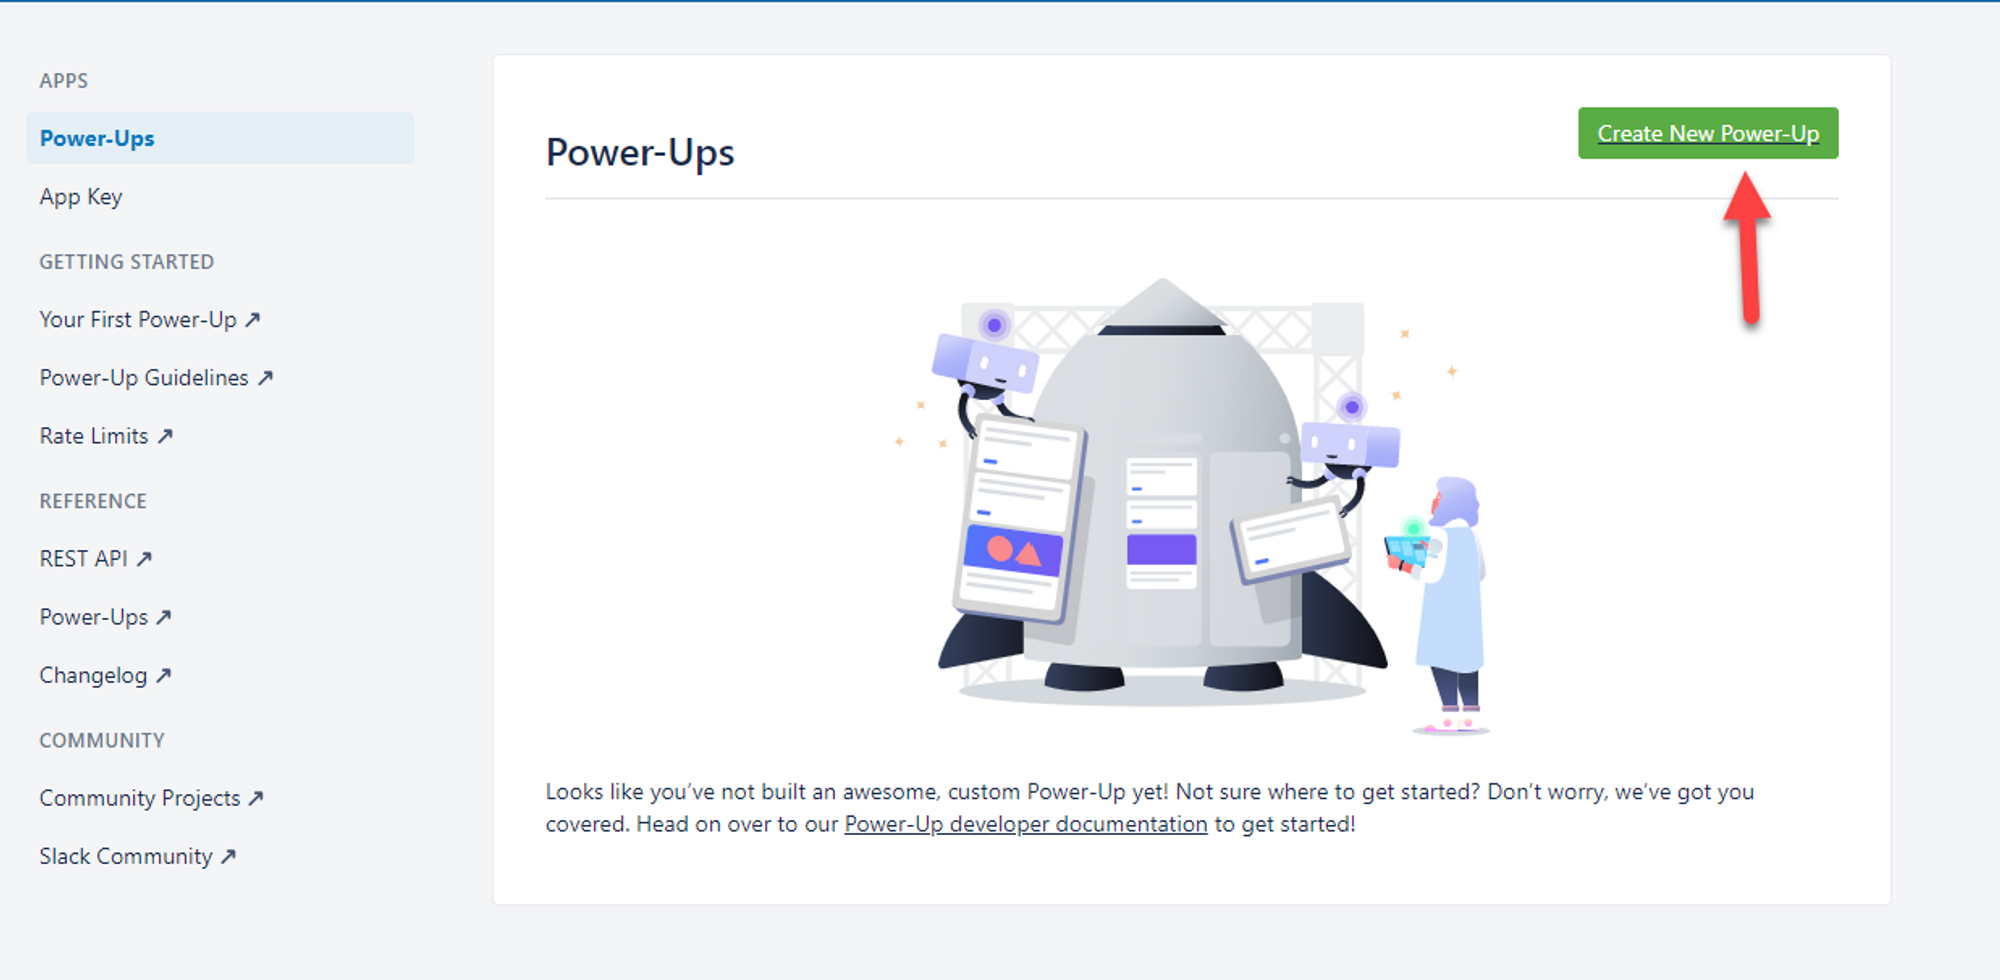 APPS
Power-Ups
App Key
GETTING STARTED
Your First Power-Up ↗
Power-Up Guidelines ↗
Rate Limits ↗
REFERENCE
REST API ↗
Power-Ups ↗
Changelog ↗
COMMUNITY
Community Projects ↗
Slack Community ↗
Power-Ups
Create New Power-Up
Looks like you’ve not built an awesome, custom Power-Up yet! Not sure where to get started? Don’t worry, we’ve got you
covered. Head on over to our Power-Up developer documentation to get started!